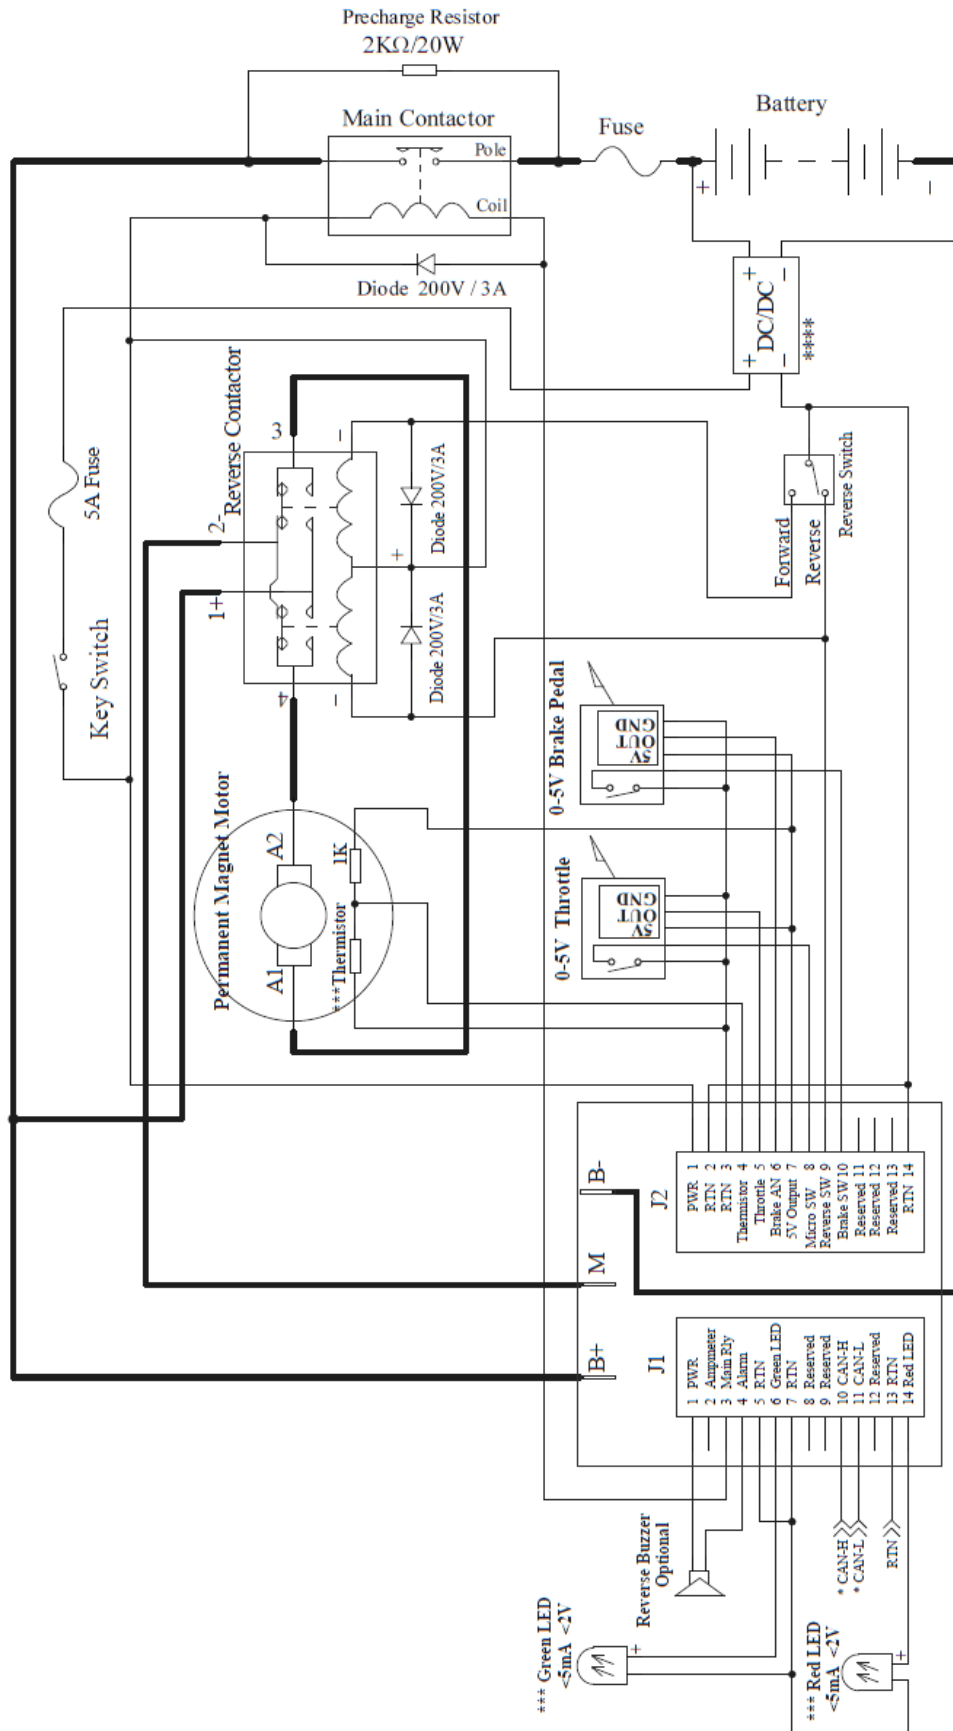 Precharge Resistor
2KΩ/20W
Main Contactor
Pole
Coil
Fuse
Battery
+
−
Diode 200V / 3A
+
−
DC/DC
+
−
****
Reverse Contactor
3
2-
1+
4
−
+
−
Diode 200V/3A
Diode 200V/3A
5A Fuse
Key Switch
Forward
Reverse
Reverse Switch
Permanent Magnet Motor
A2
A1
1K
***Thermistor
0-5V Brake Pedal
GND
OUT
5V
0-5V Throttle
GND
OUT
5V
B-
M
B+
J2
PWR 1
RTN 2
RTN 3
Thermistor 4
Throttle 5
Brake AN 6
5V Output 7
Micro SW 8
Reverse SW 9
Brake SW10
Reserved 11
Reserved 12
Reserved 13
RTN 14
J1
1 PWR
2 Ampmeter
3 Main Rly
4 Alarm
5 RTN
6 Green LED
7 RTN
8 Reserved
9 Reserved
10 CAN-H
11 CAN-L
12 Reserved
13 RTN
14 Red LED
Reverse Buzzer
Optional
* CAN-H
* CAN-L
RTN
*** Green LED
<5mA <2V
+
*** Red LED
<5mA <2V
+